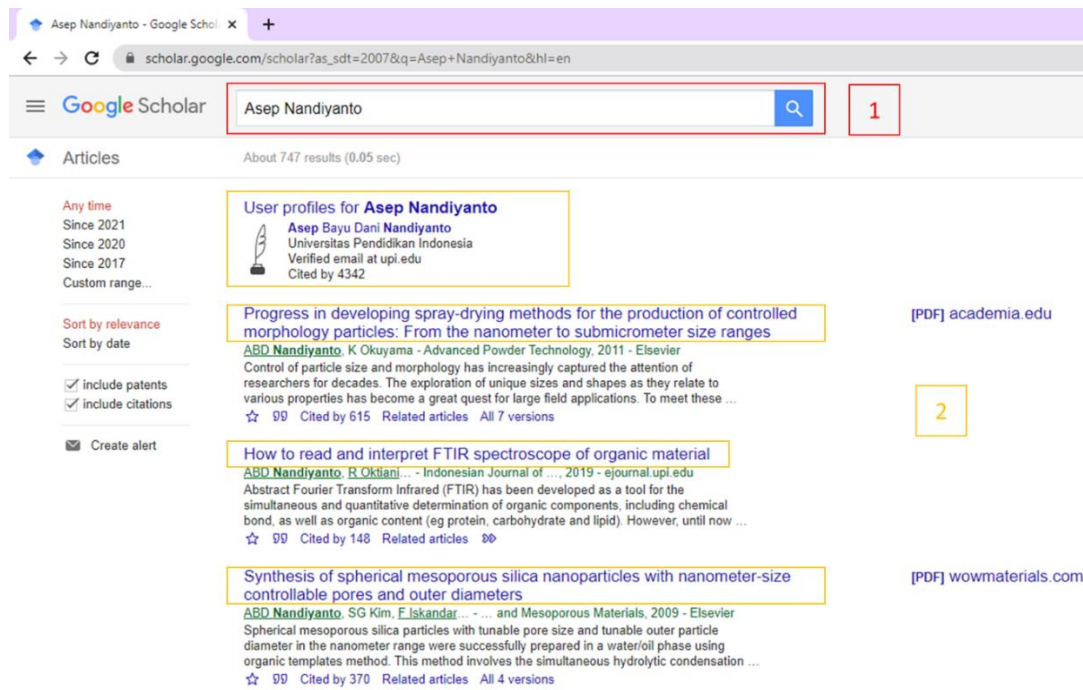 Asep Nandiyanto - Google Schol
scholar.google.com/scholar?as_sdt=2007&q=Asep+Nandiyanto&hl=en
Google Scholar
Asep Nandiyanto
1
Articles
About 747 results (0.05 sec)
Any time
Since 2021
Since 2020
Since 2017
Custom range...
Sort by relevance
Sort by date
include patents
include citations
Create alert
User profiles for Asep Nandiyanto
Asep Bayu Dani Nandiyanto
Universitas Pendidikan Indonesia
Verified email at upi.edu
Cited by 4342
Progress in developing spray-drying methods for the production of controlled
morphology particles: From the nanometer to submicrometer size ranges
[PDF] academia.edu
ABD Nandiyanto, K Okuyama - Advanced Powder Technology, 2011 - Elsevier
Control of particle size and morphology has increasingly captured the attention of
researchers for decades. The exploration of unique sizes and shapes as they relate to
various properties has become a great quest for large field applications. To meet these ...
Cited by 615 Related articles All 7 versions
2
How to read and interpret FTIR spectroscope of organic material
ABD Nandiyanto, R Oktiani... - Indonesian Journal of ..., 2019 - ejournal.upi.edu
Abstract Fourier Transform Infrared (FTIR) has been developed as a tool for the
simultaneous and quantitative determination of organic components, including chemical
bond, as well as organic content (eg protein, carbohydrate and lipid). However, until now ...
Cited by 148 Related articles
Synthesis of spherical mesoporous silica nanoparticles with nanometer-size
controllable pores and outer diameters
[PDF] wowmaterials.com
ABD Nandiyanto, SG Kim, F Iskandar... - ... and Mesoporous Materials, 2009 - Elsevier
Spherical mesoporous silica particles with tunable pore size and tunable outer particle
diameter in the nanometer range were successfully prepared in a water/oil phase using
organic templates method. This method involves the simultaneous hydrolytic condensation ...
Cited by 370 Related articles All 4 versions